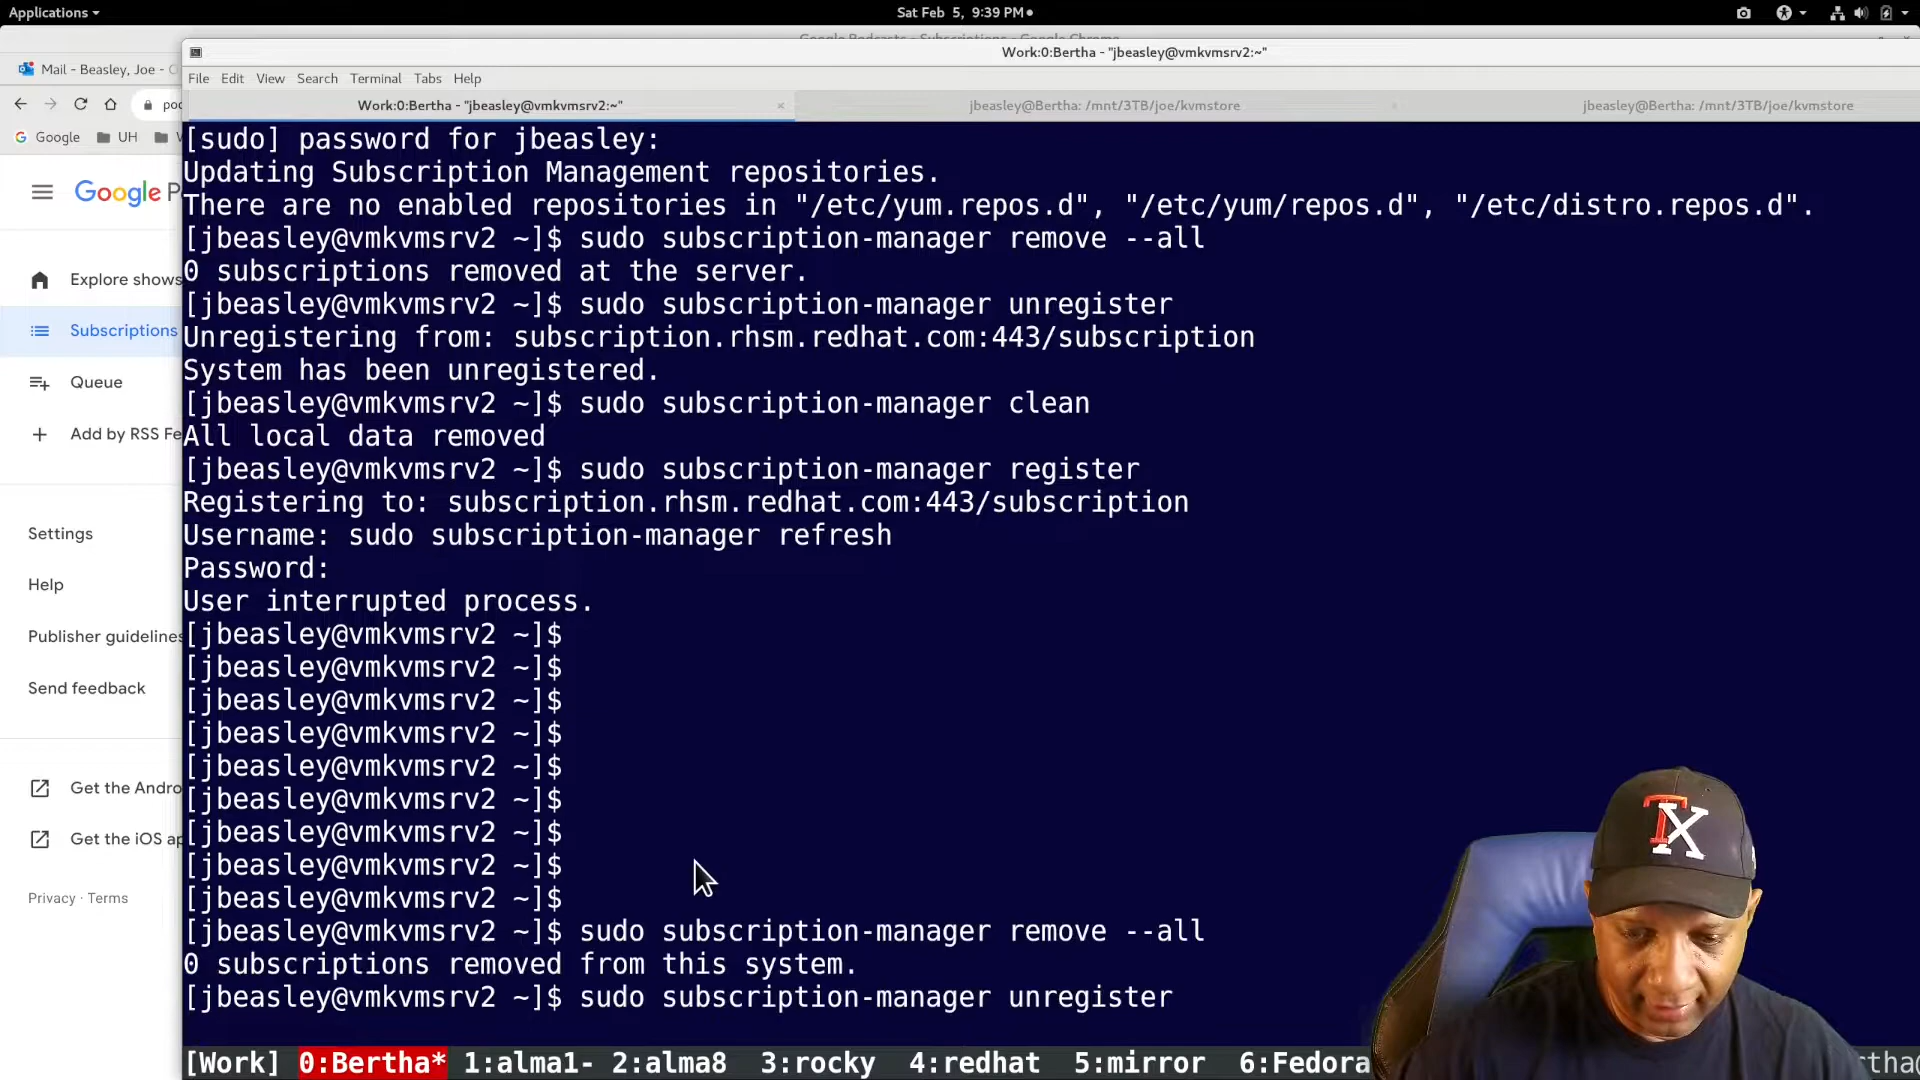 Applications
Sat Feb 5, 9:39 PM
Work:0:Bertha - "jbeasley@vmkvmsrv2:~"
Mail - Beasley, Joe -
File Edit View Search Terminal Tabs Help
Work:0:Bertha - "jbeasley@vmkvmsrv2:~"
jbeasley@Bertha: /mnt/3TB/joe/kvmstore
jbeasley@Bertha: /mnt/3TB/joe/kvmstore
Google UH
Google P
Explore shows
Subscriptions
Queue
Add by RSS Fe
Settings
Help
Publisher guidelines
Send feedback
Get the Andro
Get the iOS ap
Privacy · Terms
[sudo] password for jbeasley:
Updating Subscription Management repositories.
There are no enabled repositories in "/etc/yum.repos.d", "/etc/yum/repos.d", "/etc/distro.repos.d".
[jbeasley@vmkvmsrv2 ~]$ sudo subscription-manager remove --all
0 subscriptions removed at the server.
[jbeasley@vmkvmsrv2 ~]$ sudo subscription-manager unregister
Unregistering from: subscription.rhsm.redhat.com:443/subscription
System has been unregistered.
[jbeasley@vmkvmsrv2 ~]$ sudo subscription-manager clean
All local data removed
[jbeasley@vmkvmsrv2 ~]$ sudo subscription-manager register
Registering to: subscription.rhsm.redhat.com:443/subscription
Username: sudo subscription-manager refresh
Password:
User interrupted process.
[jbeasley@vmkvmsrv2 ~]$
[jbeasley@vmkvmsrv2 ~]$
[jbeasley@vmkvmsrv2 ~]$
[jbeasley@vmkvmsrv2 ~]$
[jbeasley@vmkvmsrv2 ~]$
[jbeasley@vmkvmsrv2 ~]$
[jbeasley@vmkvmsrv2 ~]$
[jbeasley@vmkvmsrv2 ~]$
[jbeasley@vmkvmsrv2 ~]$
[jbeasley@vmkvmsrv2 ~]$ sudo subscription-manager remove --all
0 subscriptions removed from this system.
[jbeasley@vmkvmsrv2 ~]$ sudo subscription-manager unregister
[Work] 0:Bertha* 1:alma1- 2:alma8 3:rocky 4:redhat 5:mirror 6:Fedora
TX